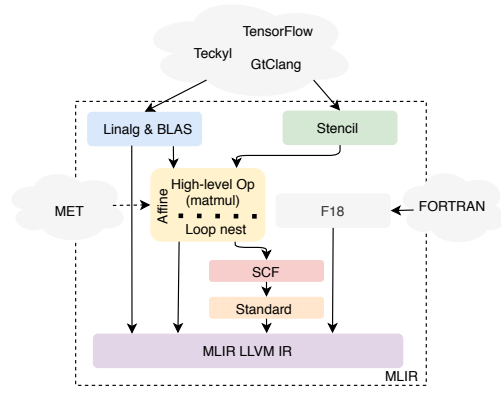 TensorFlow
Teckyl
GtClang
Linalg & BLAS
Stencil
MET
Affine
High-level Op
(matmul)
Loop nest
F18
FORTRAN
SCF
Standard
MLIR LLVM IR
MLIR